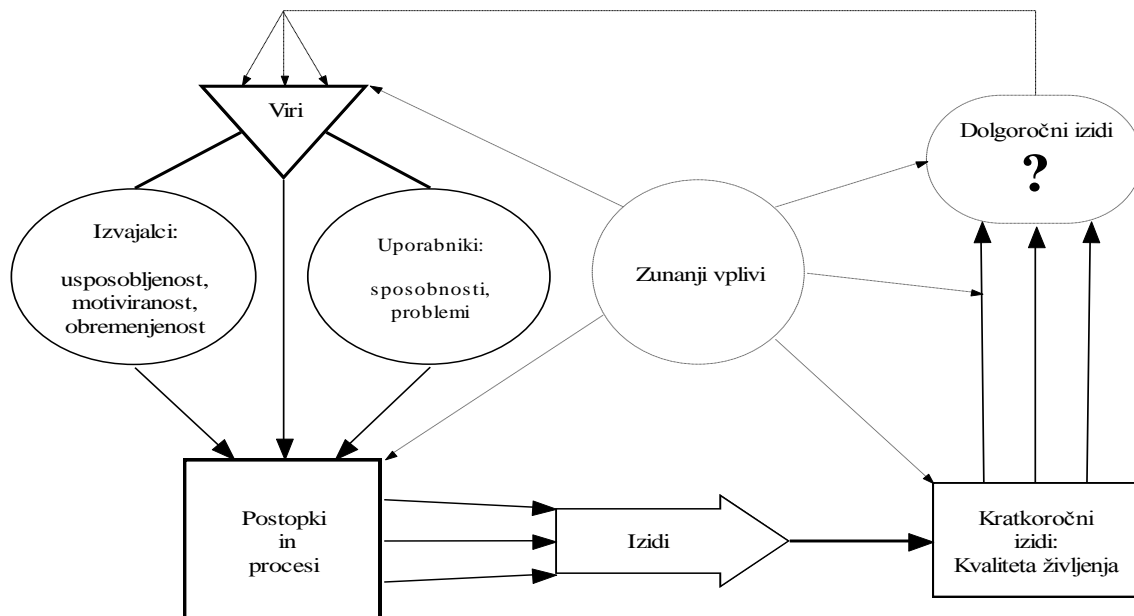 Viri
Dolgoročni izidi
?
Izvajalci:
usposobljenost,
motiviranost,
obremenjenost
Uporabniki:
sposobnosti,
problemi
Zunanji vplivi
Postopki
in
procesi
Izidi
Kratkoročni
izidi:
Kvaliteta življenja